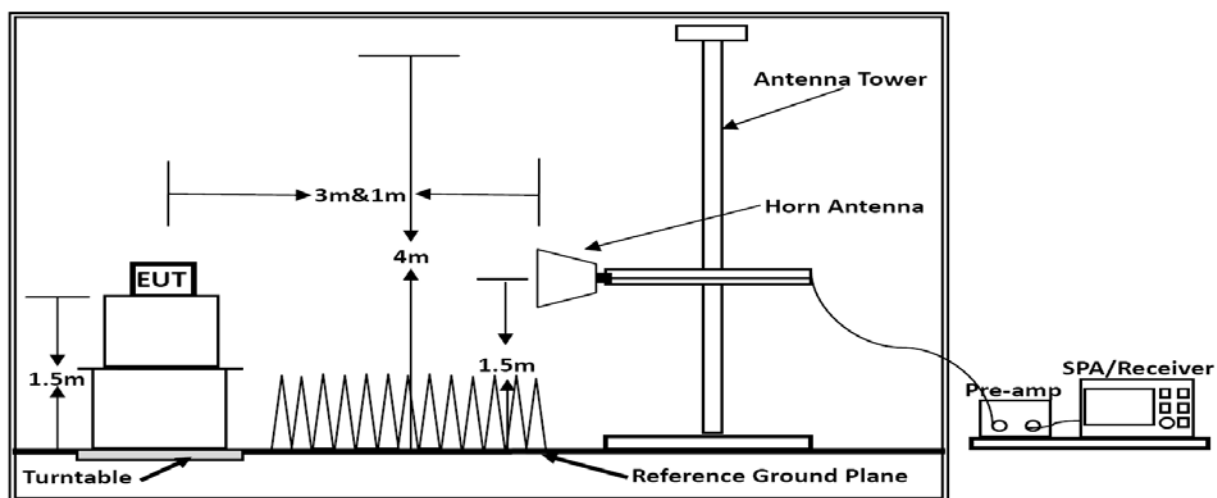 Antenna Tower
3m&1m
Horn Antenna
4m
EUT
1.5m
1.5m
SPA/Receiver
Pre-amp
Turntable
Reference Ground Plane